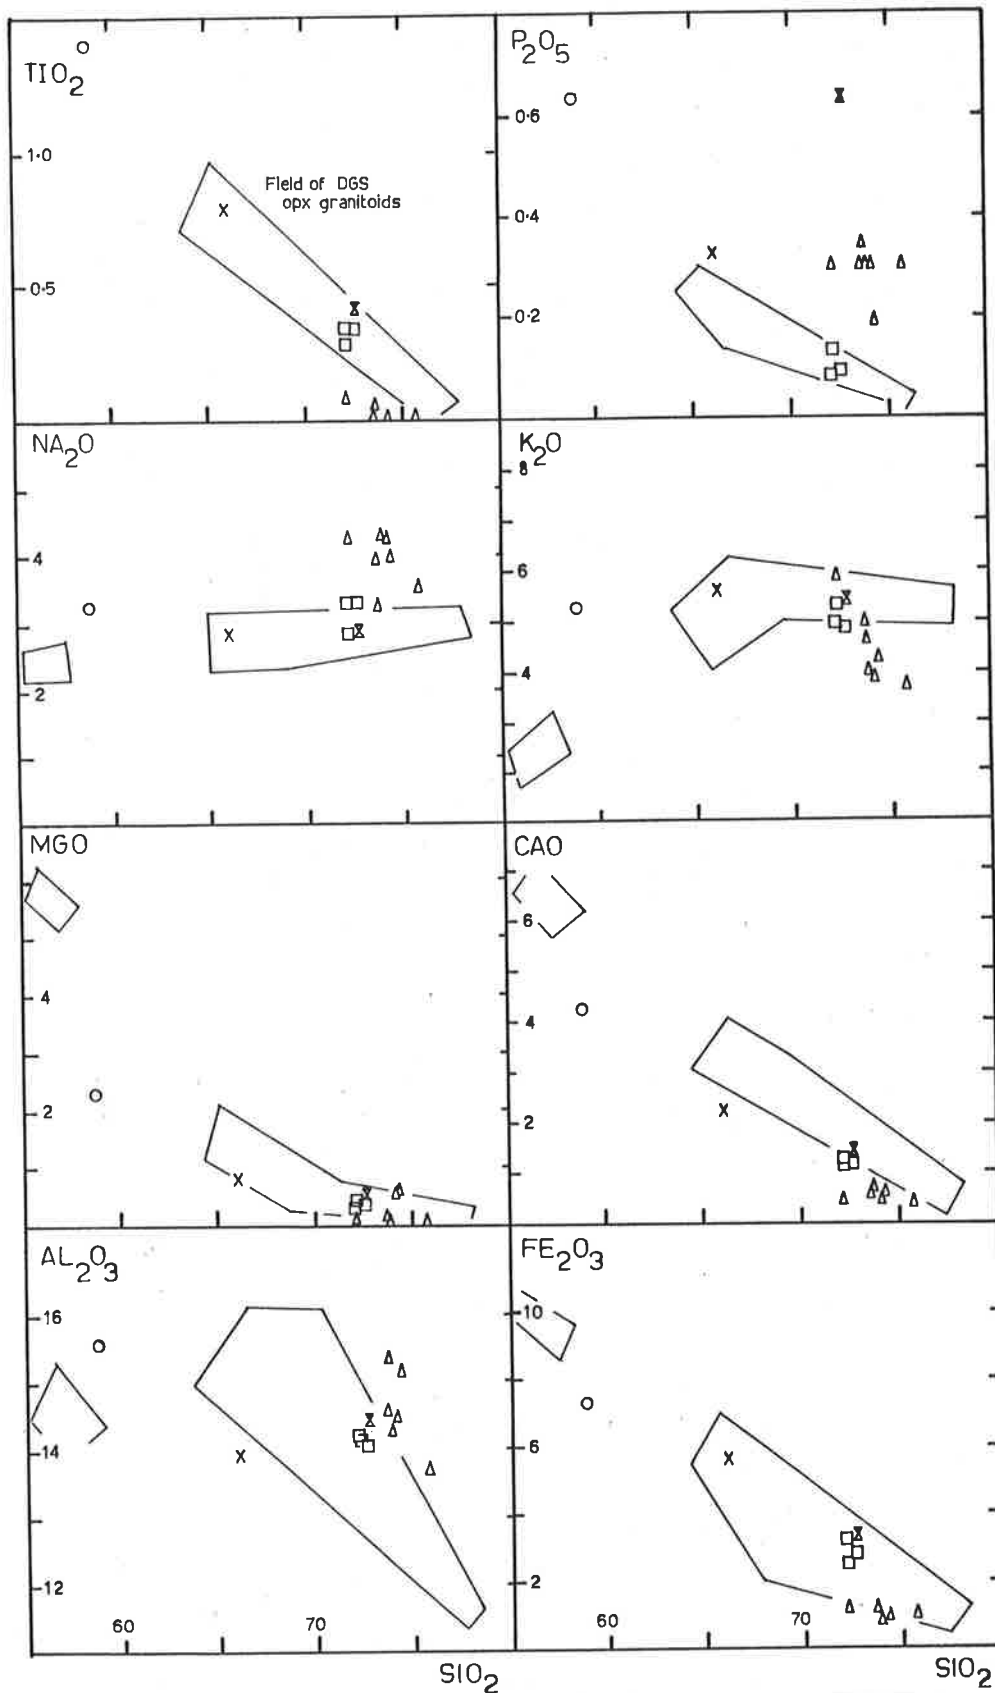 TIO2
1·0
0·5
Field of DGS
opx granitoids
P2O5
0·6
0·4
0·2
NA2O
4
2
K2O
8
6
4
MGO
4
2
CAO
6
4
2
AL2O3
16
14
12
60
70
SIO2
FE2O3
10
6
2
60
70
SIO2